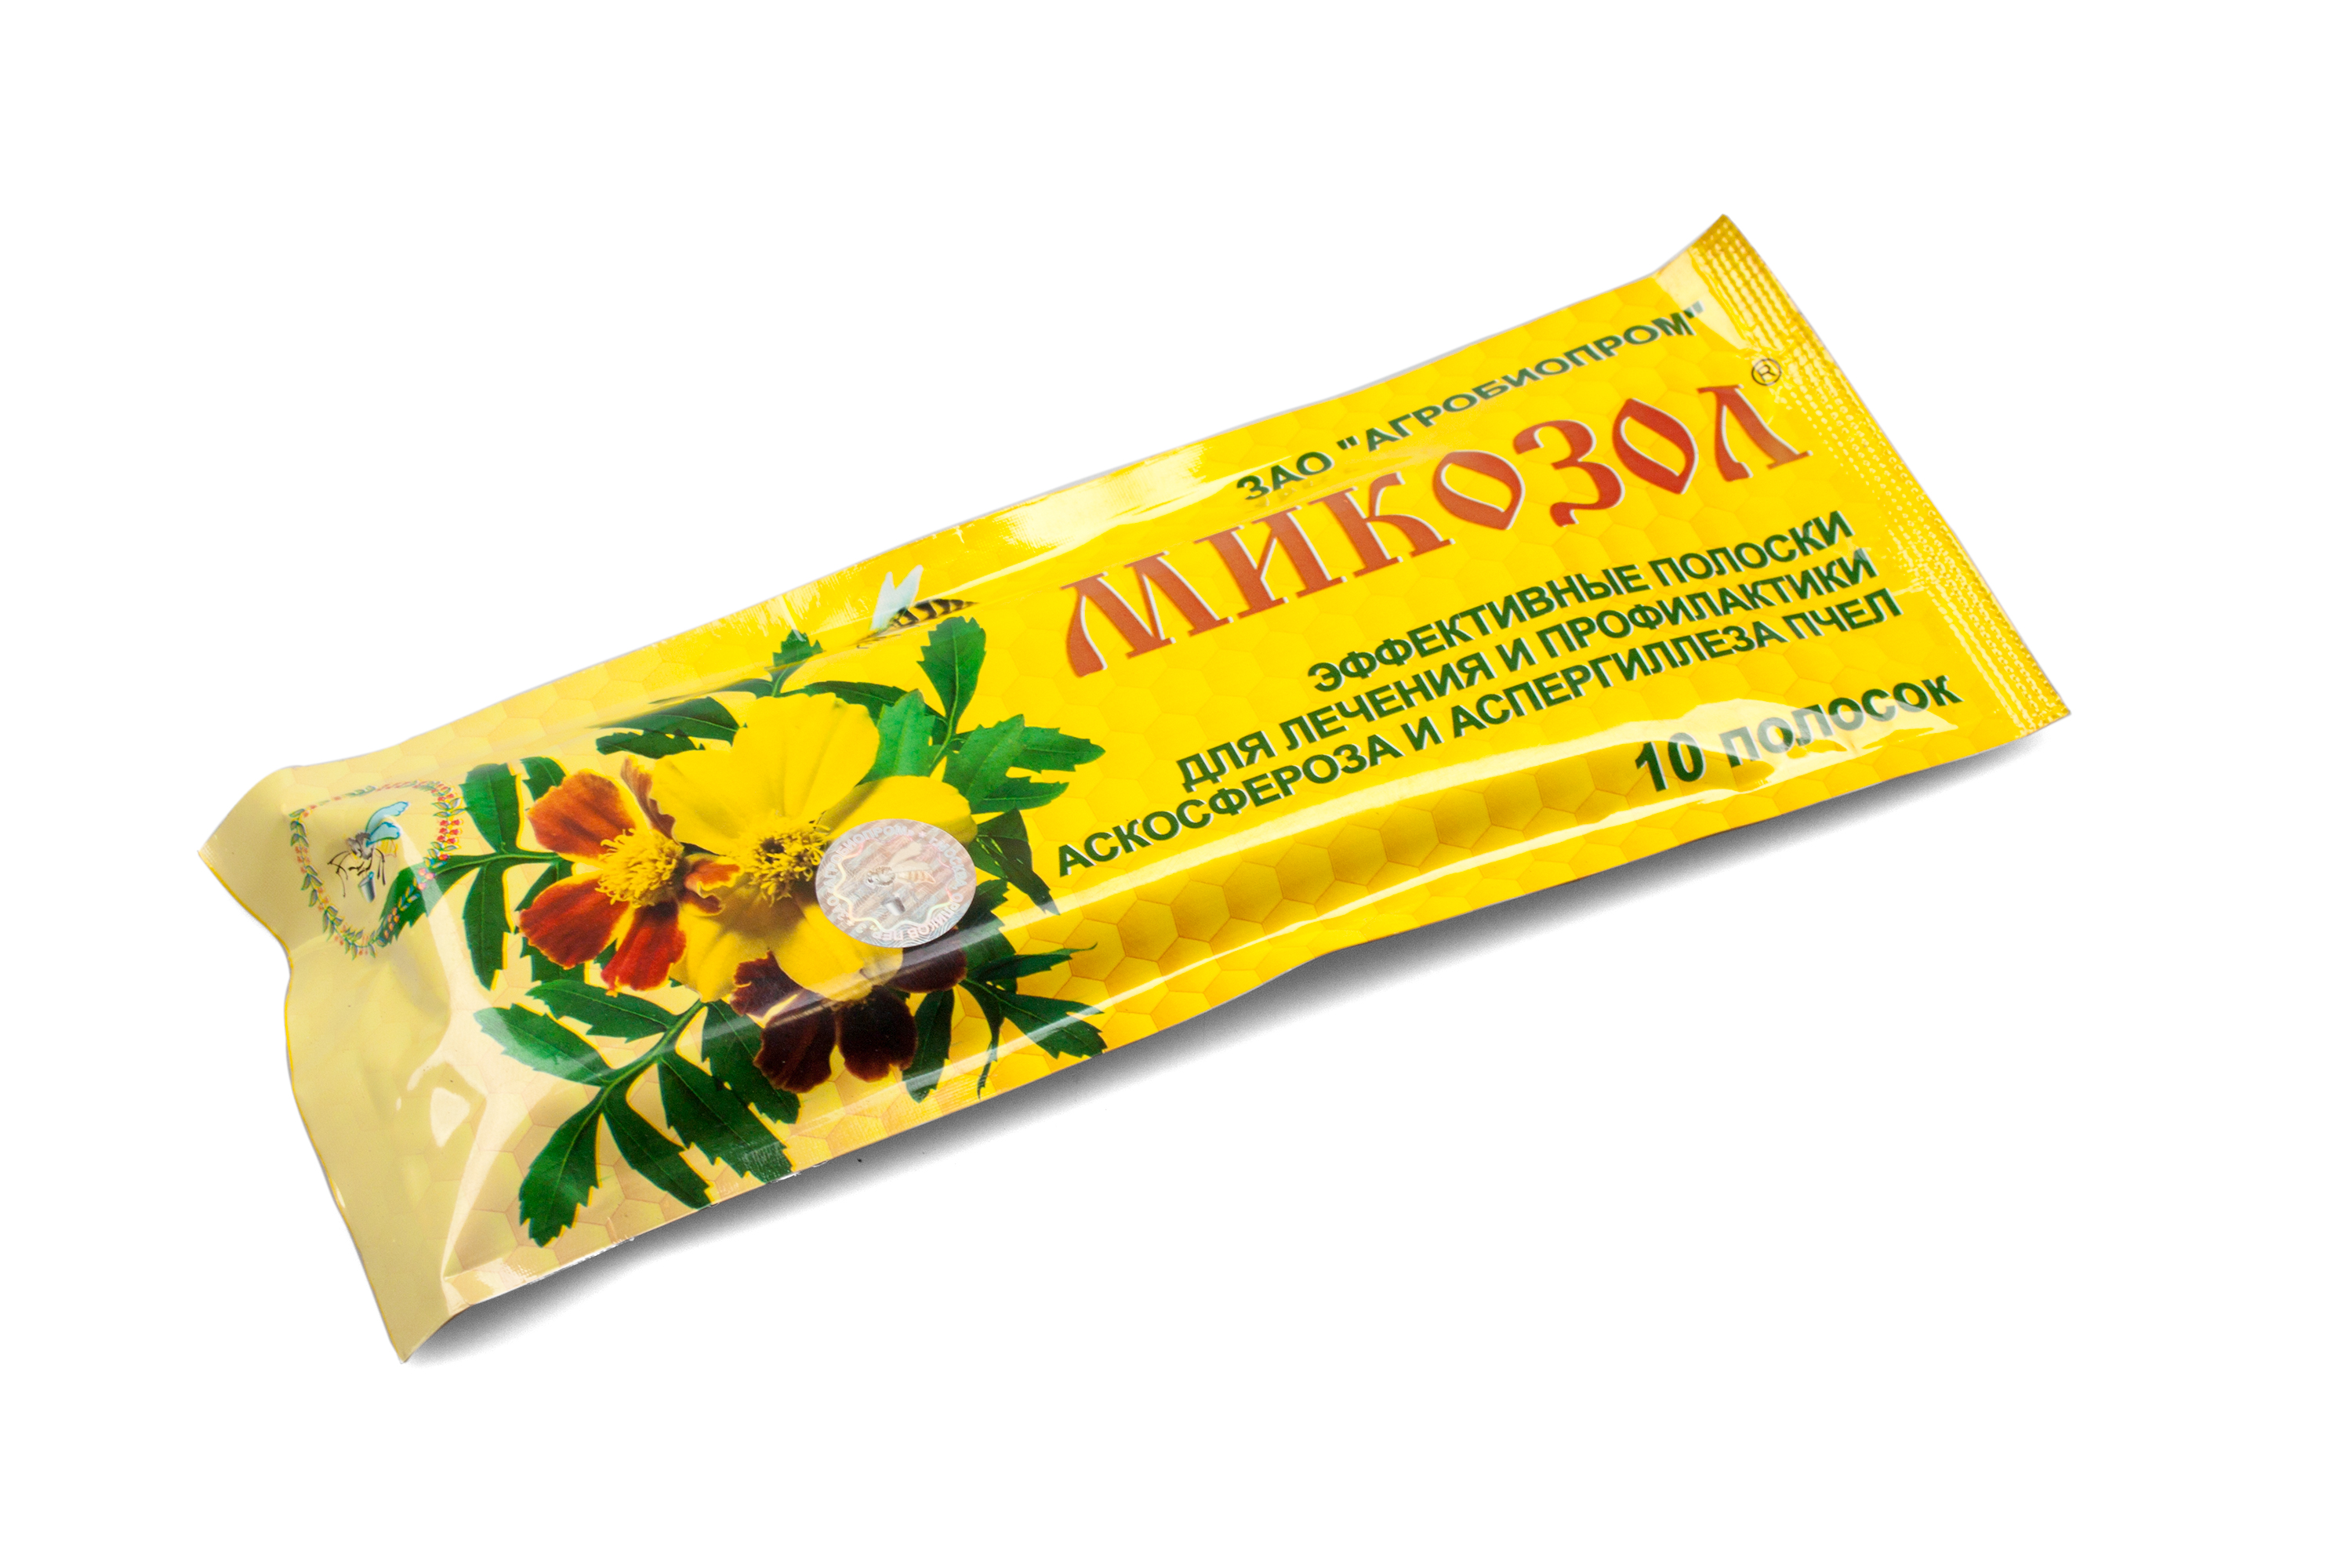 ЗАО "АГРОБИОПРОМ"
МИКОЗОЛ®
ЭФФЕКТИВНЫЕ ПОЛОСКИ
ДЛЯ ЛЕЧЕНИЯ И ПРОФИЛАКТИКИ
АСКОСФЕРОЗА И АСПЕРГИЛЛЕЗА ПЧЕЛ
10 ПОЛОСОК